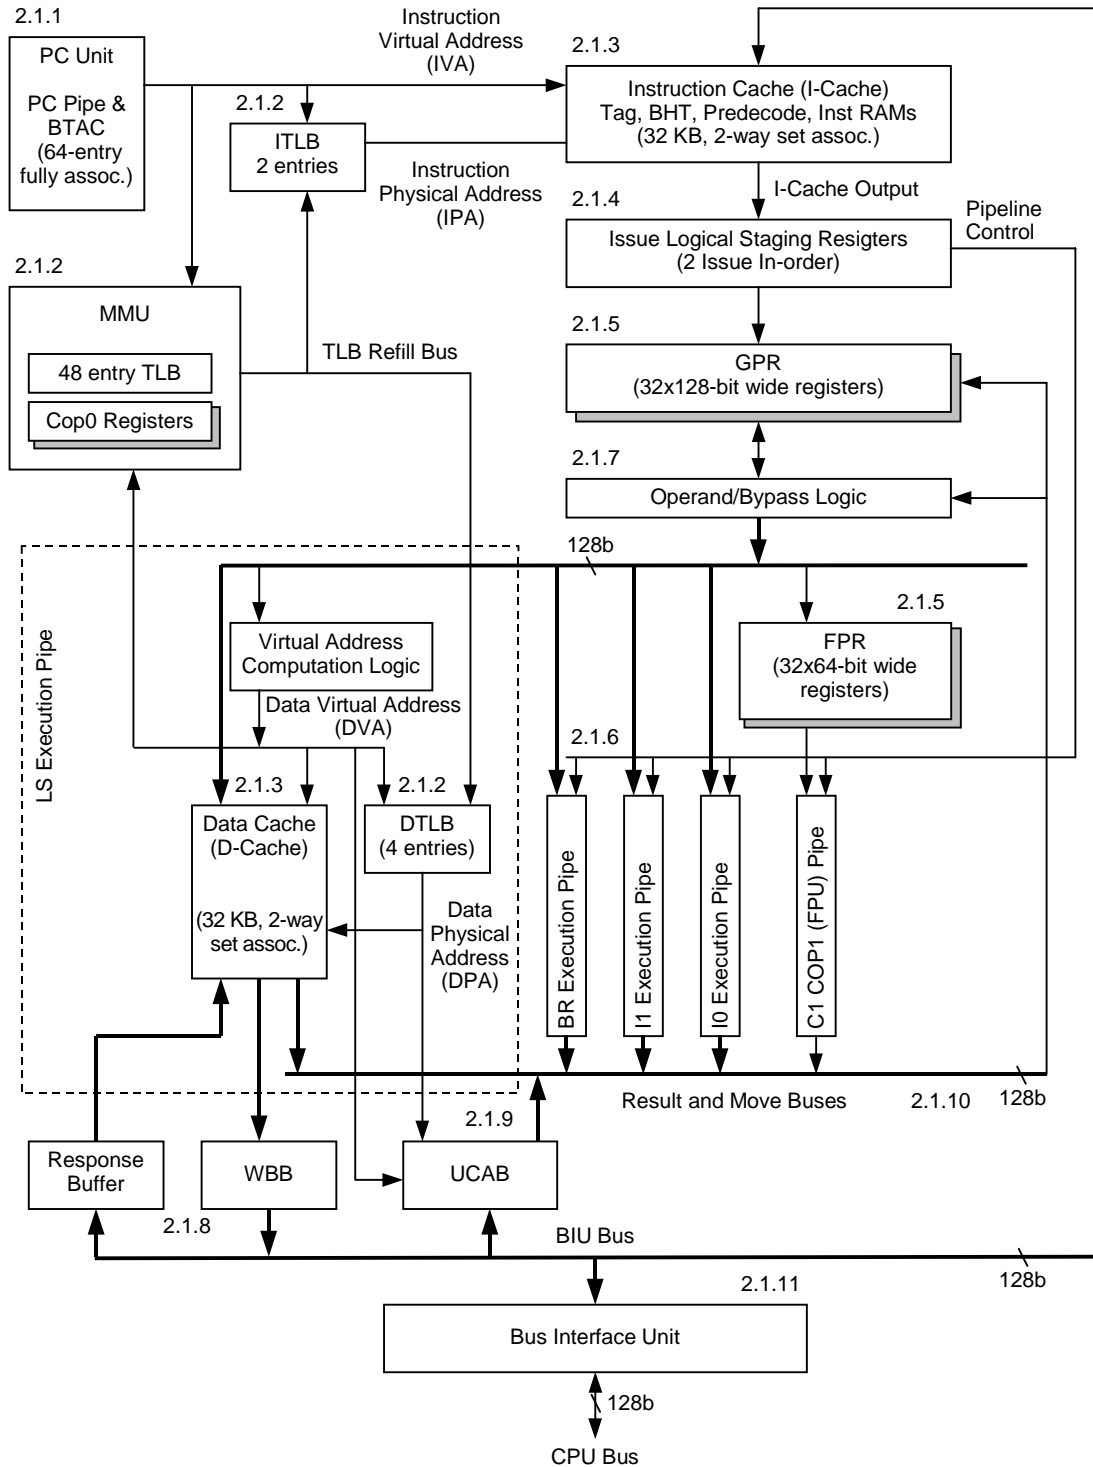 2.1.1
PC Unit
PC Pipe &
BTAC
(64-entry
fully assoc.)
Instruction
Virtual Address
(IVA)
2.1.2
ITLB
2 entries
Instruction
Physical Address
(IPA)
2.1.3
Instruction Cache (I-Cache)
Tag, BHT, Predecode, Inst RAMs
(32 KB, 2-way set assoc.)
I-Cache Output
2.1.4
Issue Logical Staging Resigters
(2 Issue In-order)
Pipeline
Control
2.1.2
MMU
48 entry TLB
Cop0 Registers
TLB Refill Bus
2.1.5
GPR
(32x128-bit wide registers)
2.1.7
Operand/Bypass Logic
128b
LS Execution Pipe
Virtual Address
Computation Logic
Data Virtual Address
(DVA)
2.1.5
FPR
(32x64-bit wide
registers)
2.1.6
2.1.3
Data Cache
(D-Cache)
(32 KB, 2-way
set assoc.)
2.1.2
DTLB
(4 entries)
Data
Physical
Address
(DPA)
BR Execution Pipe
I1 Execution Pipe
I0 Execution Pipe
C1 COP1 (FPU) Pipe
Result and Move Buses
2.1.10
128b
2.1.9
Response
Buffer
WBB
UCAB
2.1.8
BIU Bus
128b
2.1.11
Bus Interface Unit
128b
CPU Bus